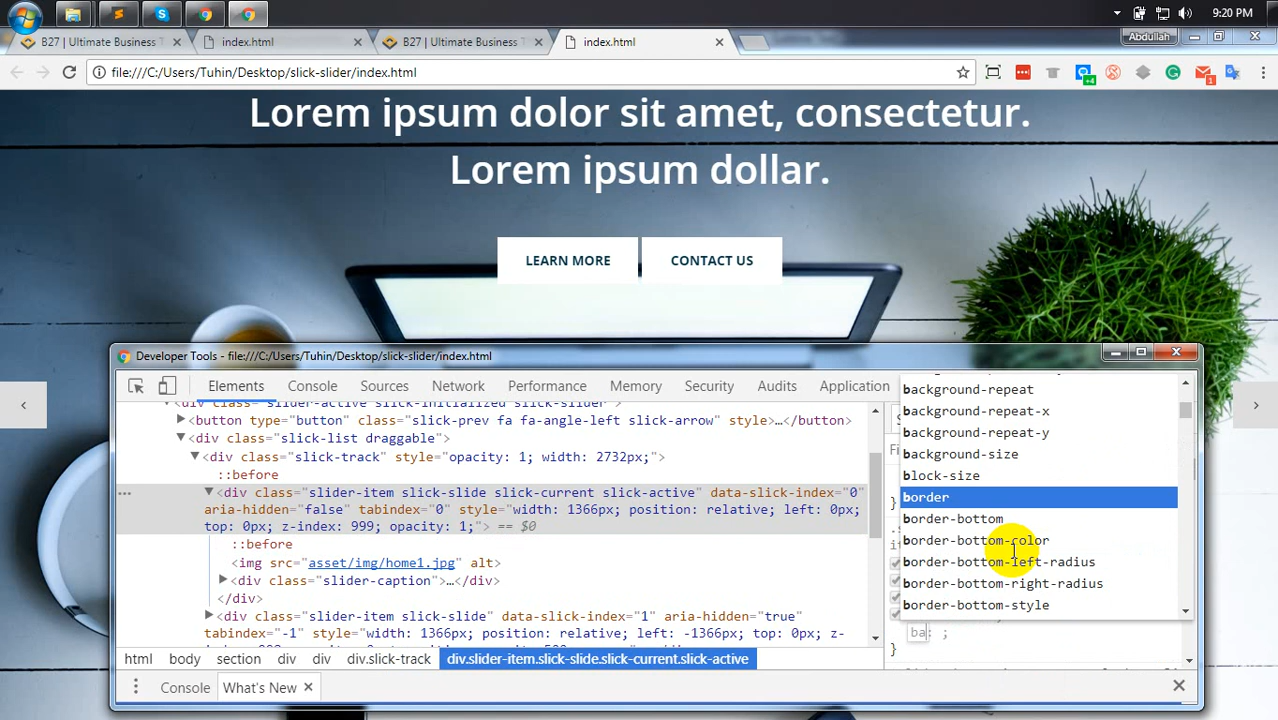 9:20 PM
B27 | Ultimate Business T
index.html
B27 | Ultimate Business T
index.html
Abdullah
file:///C:/Users/Tuhin/Desktop/slick-slider/index.html
+4
1
Lorem ipsum dolor sit amet, consectetur.
Lorem ipsum dollar.
LEARN MORE
CONTACT US
Developer Tools - file:///C:/Users/Tuhin/Desktop/slick-slider/index.html
Elements Console Sources Network Performance Memory Security Audits Application
<button type="button" class="slick-prev fa fa-angle-left slick-arrow" style>…</button>
<div class="slick-list draggable">
<div class="slick-track" style="opacity: 1; width: 2732px;">
::before
<div class="slider-item slick-slide slick-current slick-active" data-slick-index="0"
aria-hidden="false" tabindex="0" style="width: 1366px; position: relative; left: 0px;
top: 0px; z-index: 999; opacity: 1;"> == $0
::before
<img src="asset/img/home1.jpg" alt>
<div class="slider-caption">…</div>
</div>
<div class="slider-item slick-slide" data-slick-index="1" aria-hidden="true"
tabindex="-1" style="width: 1366px; position: relative; left: -1366px; top: 0px; z-
html body section div div div.slick-track div.slider-item.slick-slide.slick-current.slick-active
background-repeat
background-repeat-x
background-repeat-y
background-size
block-size
border
border-bottom
border-bottom-color
border-bottom-left-radius
border-bottom-right-radius
border-bottom-style
ba: ;
}
Console What's New